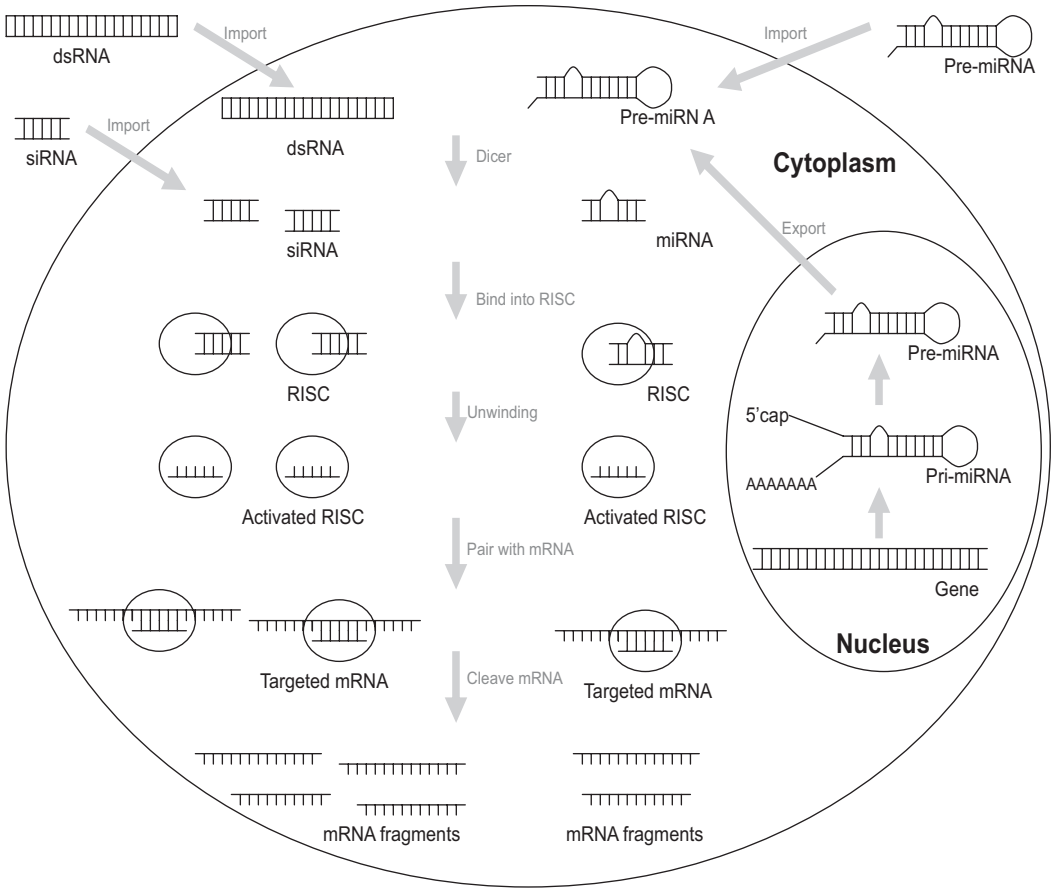 dsRNA
Import
Import
Pre-miRNA
siRNA
Import
dsRNA
Pre-miRN A
Dicer
Cytoplasm
siRNA
miRNA
Export
Bind into RISC
RISC
RISC
Pre-miRNA
Unwinding
5'cap
AAAAAAA
Pri-miRNA
Activated RISC
Activated RISC
Pair with mRNA
Gene
Nucleus
Targeted mRNA
Cleave mRNA
Targeted mRNA
mRNA fragments
mRNA fragments